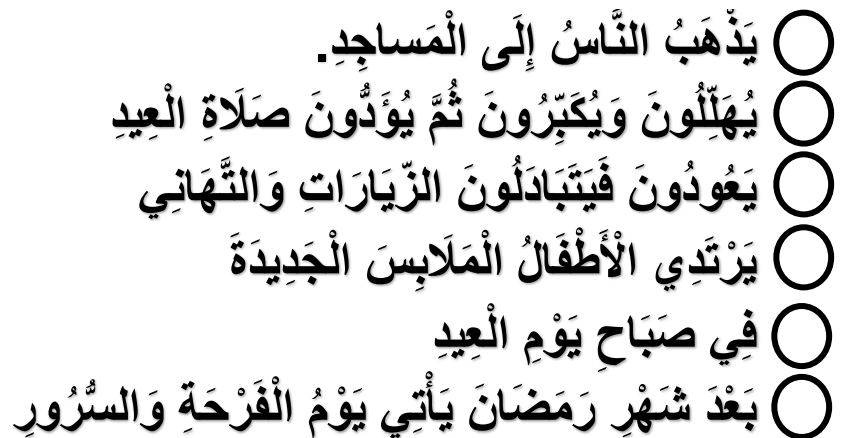 يَذْهَبُ النَّاسُ إِلَى الْمَساجِدِ.
يُهَلِّلُونَ وَيُكَبِّرُونَ ثُمَّ يُؤَدُّونَ صَلَاةِ الْعِيدِ
يَعُودُونَ فَيَتَبَادَلُونَ الزِّيَارَاتِ وَالتَّهَانِي
يَرْتَدِي الْأَطْفَالُ الْمَلَابِسَ الْجَدِيدَةَ
فِي صَبَاحِ يَوْمِ الْعِيدِ
بَعْدَ شَهْرِ رَمَضَانَ يَأْتِي يَوْمُ الْفَرْحَةِ وَالسُّرُورِ